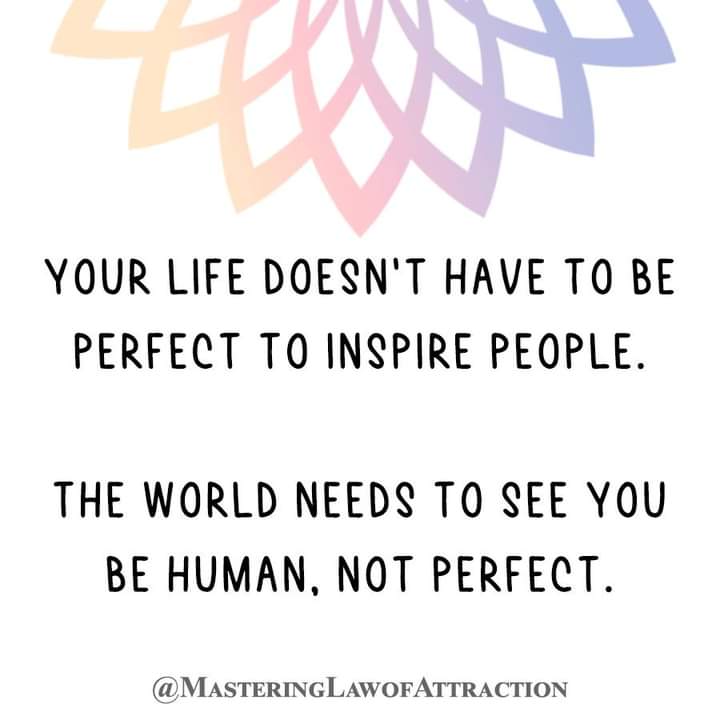 YOUR LIFE DOESN'T HAVE TO BE
PERFECT TO INSPIRE PEOPLE.
THE WORLD NEEDS TO SEE YOU
BE HUMAN, NOT PERFECT.
@MASTERINGLAWOFATTRACTION